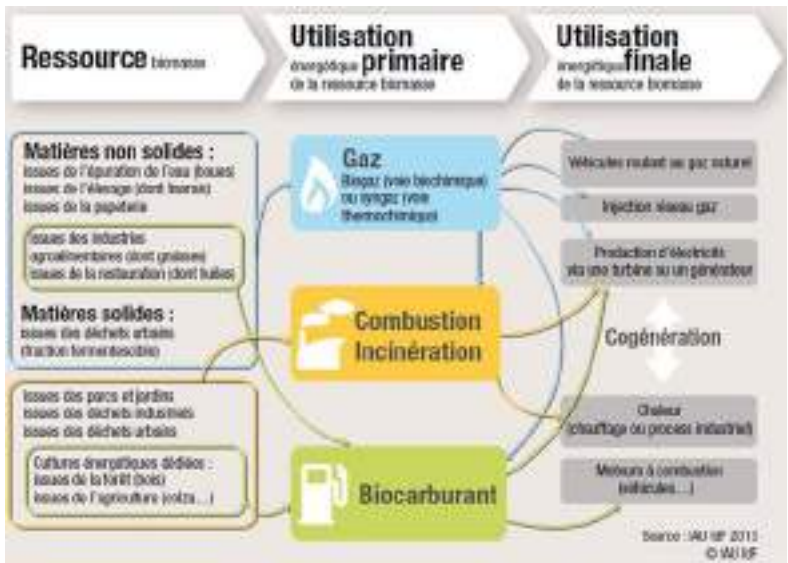 Ressource biomasse
Utilisation
énergétique primaire
de la ressource biomasse
Utilisation
énergétique finale
de la ressource biomasse
Matières non solides :
issues de l'épuration de l'eau (boues)
issues de l'élevage (dont fumier)
issues de la papeterie
issues des industries
agroalimentaires (dont graisses)
issues de la restauration (dont huiles)
Matières solides :
issues des déchets urbains
(fraction fermentescible)
issues des parcs et jardins
issues des déchets industriels
issues des déchets urbains
Cultures énergétiques dédiées :
issues de la forêt (bois)
issues de l'agriculture (colza...)
Gaz
Biogaz (voie biochimique)
ou syngaz (voie
thermochimique)
Combustion
Incinération
Biocarburant
Véhicules roulant au gaz naturel
Injection réseau gaz
Production d'électricité
via une turbine ou un générateur
Cogénération
Chaleur
(chauffage ou process industriel)
Moteurs à combustion
(véhicules...)
Source : IAU îdF 2013
© IAU îdF